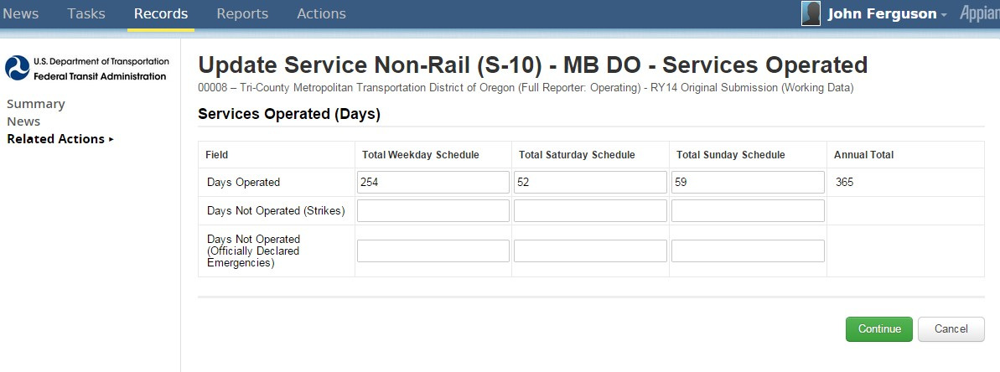 News Tasks Records Reports Actions John Ferguson
U.S. Department of Transportation
Federal Transit Administration
Summary
News
Related Actions ▸
Update Service Non-Rail (S-10) - MB DO - Services Operated
00008 – Tri-County Metropolitan Transportation District of Oregon (Full Reporter: Operating) - RY14 Original Submission (Working Data)
Services Operated (Days)
Field Total Weekday Schedule Total Saturday Schedule Total Sunday Schedule Annual Total
Days Operated 254 52 59 365
Days Not Operated (Strikes)
Days Not Operated
(Officially Declared
Emergencies)
Continue Cancel